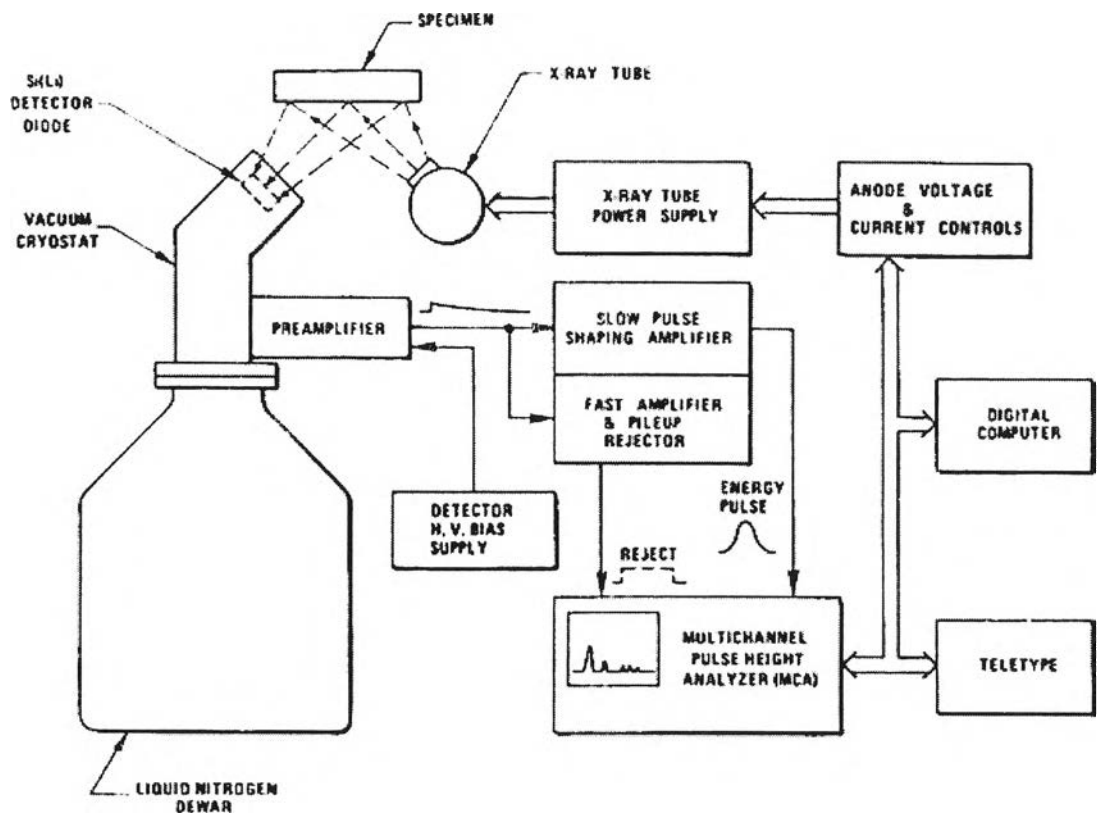 SPECIMEN
X-RAY TUBE
Si(Li)
DETECTOR
DIODE
VACUUM
CRYOSTAT
X-RAY TUBE
POWER SUPPLY
ANODE VOLTAGE
&
CURRENT CONTROLS
PREAMPLIFIER
SLOW PULSE
SHAPING AMPLIFIER
FAST AMPLIFIER
& PILEUP
REJECTOR
DIGITAL
COMPUTER
DETECTOR
H.V. BIAS
SUPPLY
ENERGY
PULSE
REJECT
MULTICHANNEL
PULSE HEIGHT
ANALYZER (MCA)
TELETYPE
LIQUID NITROGEN
DEWAR